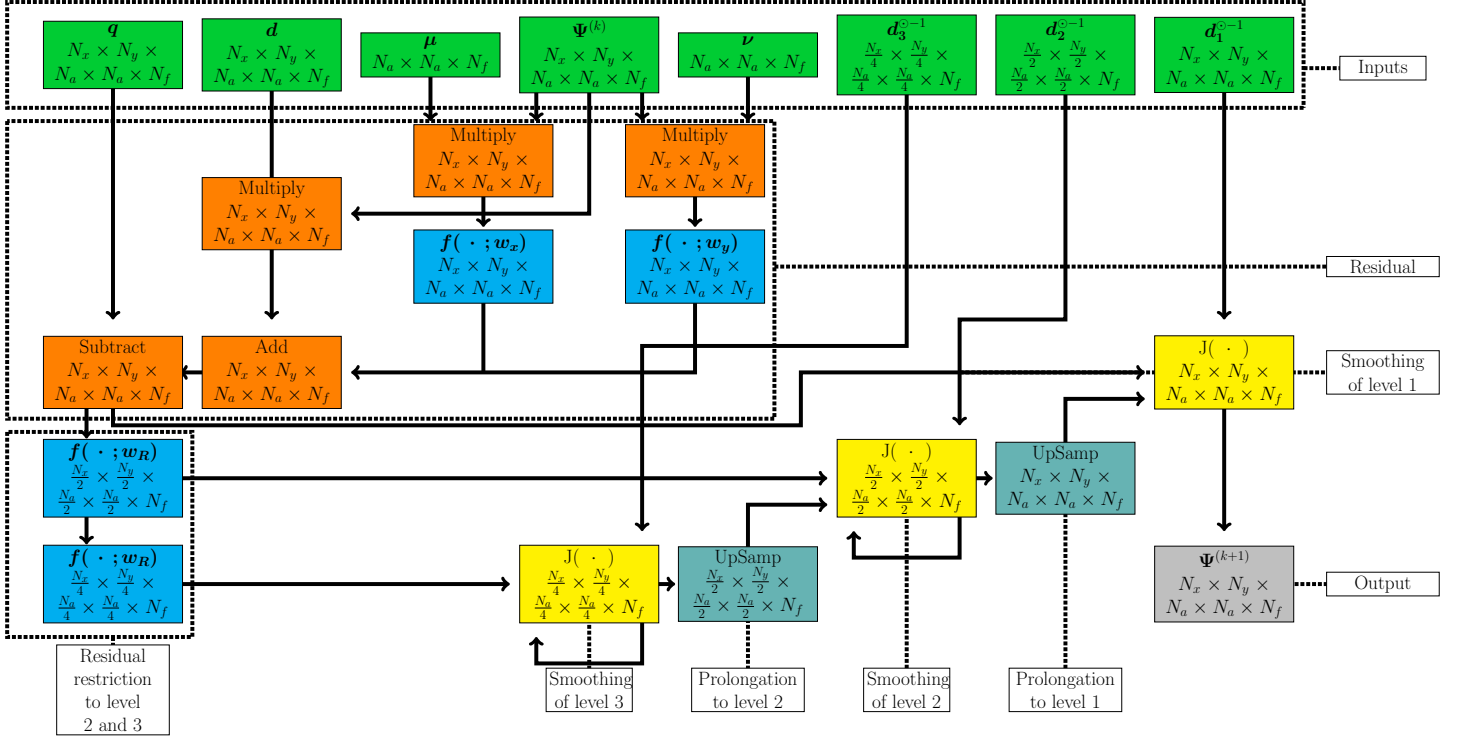 q
N_x × N_y ×
N_a × N_a × N_f
d
N_x × N_y ×
N_a × N_a × N_f
μ
N_a × N_a × N_f
Ψ^(k)
N_x × N_y ×
N_a × N_a × N_f
ν
N_a × N_a × N_f
d_3^⊙−1
N_x/4 × N_y/4 ×
N_a/4 × N_a/4 × N_f
d_2^⊙−1
N_x/2 × N_y/2 ×
N_a/2 × N_a/2 × N_f
d_1^⊙−1
N_x × N_y ×
N_a × N_a × N_f
Inputs
Multiply
N_x × N_y ×
N_a × N_a × N_f
Multiply
N_x × N_y ×
N_a × N_a × N_f
Multiply
N_x × N_y ×
N_a × N_a × N_f
f( · ; w_x)
N_x × N_y ×
N_a × N_a × N_f
f( · ; w_y)
N_x × N_y ×
N_a × N_a × N_f
Residual
Subtract
N_x × N_y ×
N_a × N_a × N_f
Add
N_x × N_y ×
N_a × N_a × N_f
J( · )
N_x × N_y ×
N_a × N_a × N_f
Smoothing
of level 1
f( · ; w_R)
N_x/2 × N_y/2 ×
N_a/2 × N_a/2 × N_f
J( · )
N_x/2 × N_y/2 ×
N_a/2 × N_a/2 × N_f
UpSamp
N_x × N_y ×
N_a × N_a × N_f
f( · ; w_R)
N_x/4 × N_y/4 ×
N_a/4 × N_a/4 × N_f
J( · )
N_x/4 × N_y/4 ×
N_a/4 × N_a/4 × N_f
UpSamp
N_x/2 × N_y/2 ×
N_a/2 × N_a/2 × N_f
Ψ^(k+1)
N_x × N_y ×
N_a × N_a × N_f
Output
Residual
restriction
to level
2 and 3
Smoothing
of level 3
Prolongation
to level 2
Smoothing
of level 2
Prolongation
to level 1